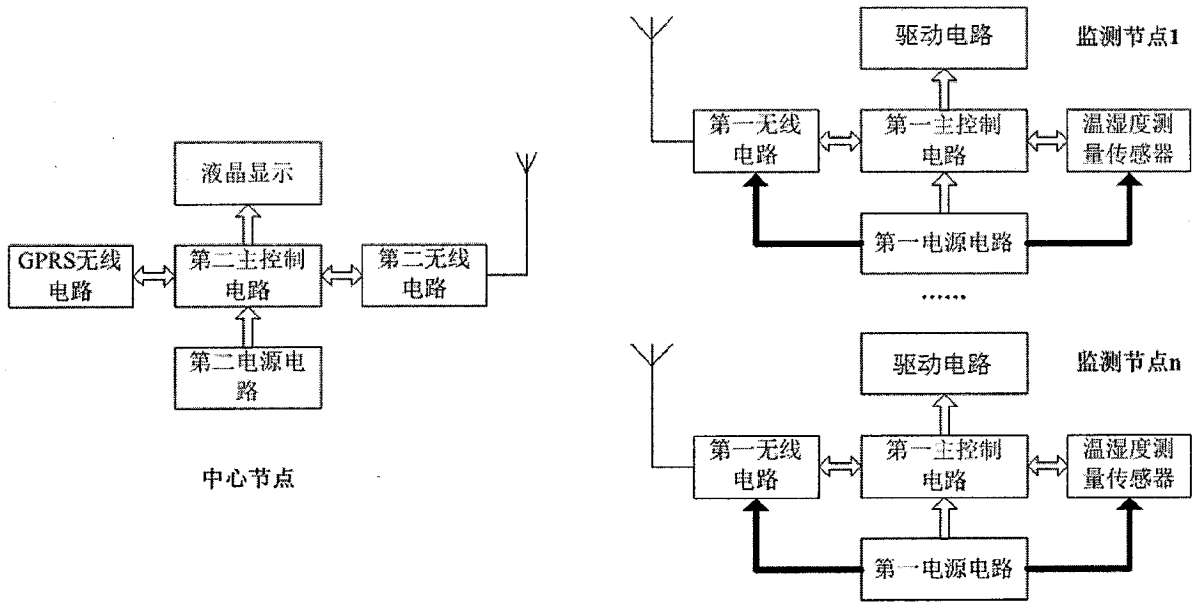 液晶显示
GPRS无线
电路
第二主控制
电路
第二无线
电路
第二电源电
路
中心节点
驱动电路
监测节点1
第一无线
电路
第一主控制
电路
温湿度测
量传感器
第一电源电路
……
驱动电路
监测节点n
第一无线
电路
第一主控制
电路
温湿度测
量传感器
第一电源电路